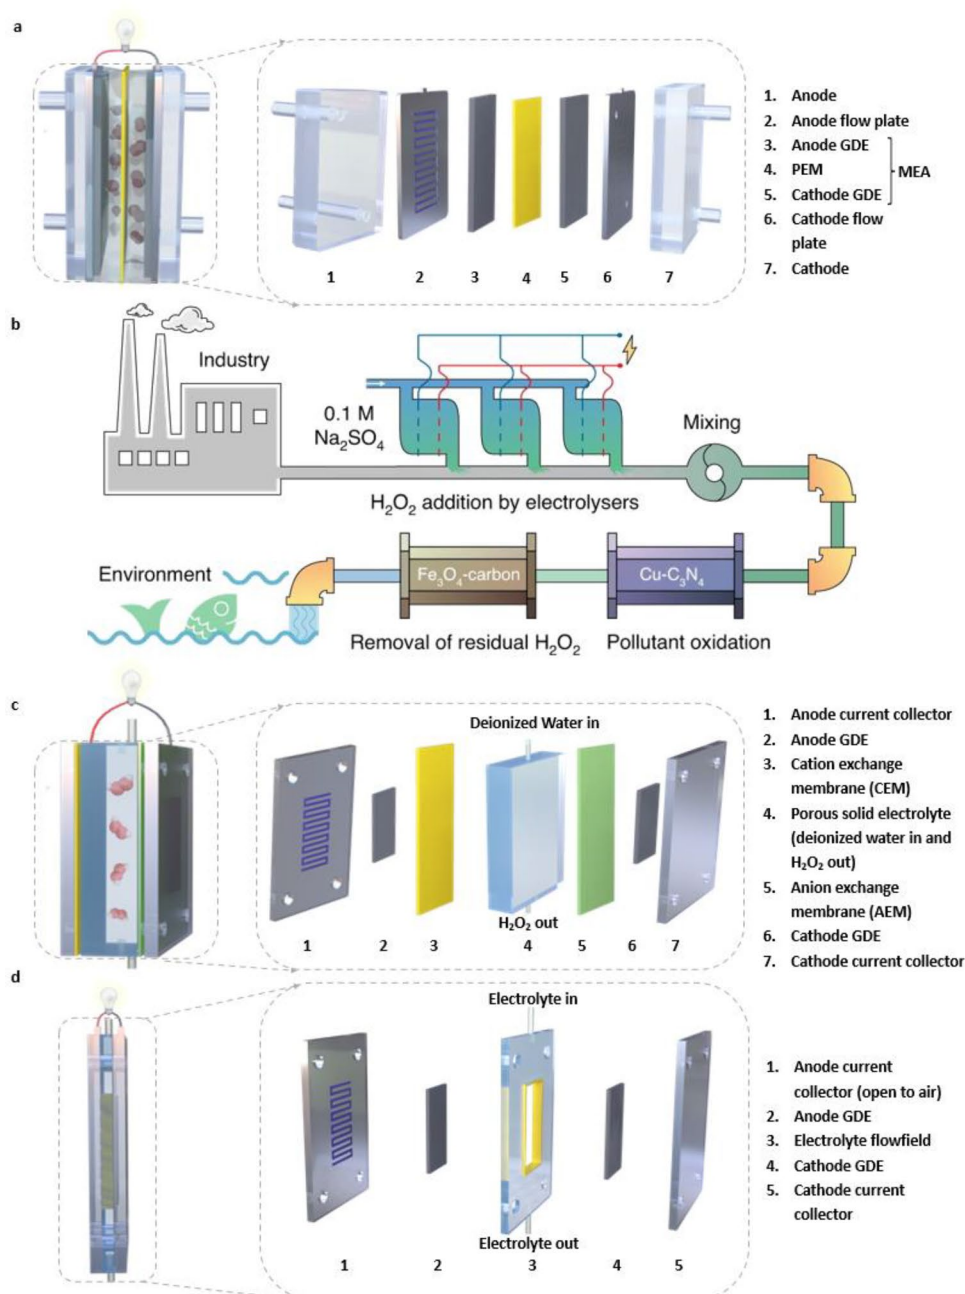 a
1 2 3 4 5 6 7
1. Anode
2. Anode flow plate
3. Anode GDE
4. PEM
5. Cathode GDE
MEA
6. Cathode flow
plate
7. Cathode
b
Industry
0.1 M
Na₂SO₄
Mixing
H₂O₂ addition by electrolysers
Environment
Fe₃O₄-carbon
Cu-C₃N₄
Removal of residual H₂O₂
Pollutant oxidation
c
Deionized Water in
H₂O₂ out
1 2 3 4 5 6 7
1. Anode current collector
2. Anode GDE
3. Cation exchange
membrane (CEM)
4. Porous solid electrolyte
(deionized water in and
H₂O₂ out)
5. Anion exchange
membrane (AEM)
6. Cathode GDE
7. Cathode current collector
d
Electrolyte in
Electrolyte out
1 2 3 4 5
1. Anode current
collector (open to air)
2. Anode GDE
3. Electrolyte flowfield
4. Cathode GDE
5. Cathode current
collector